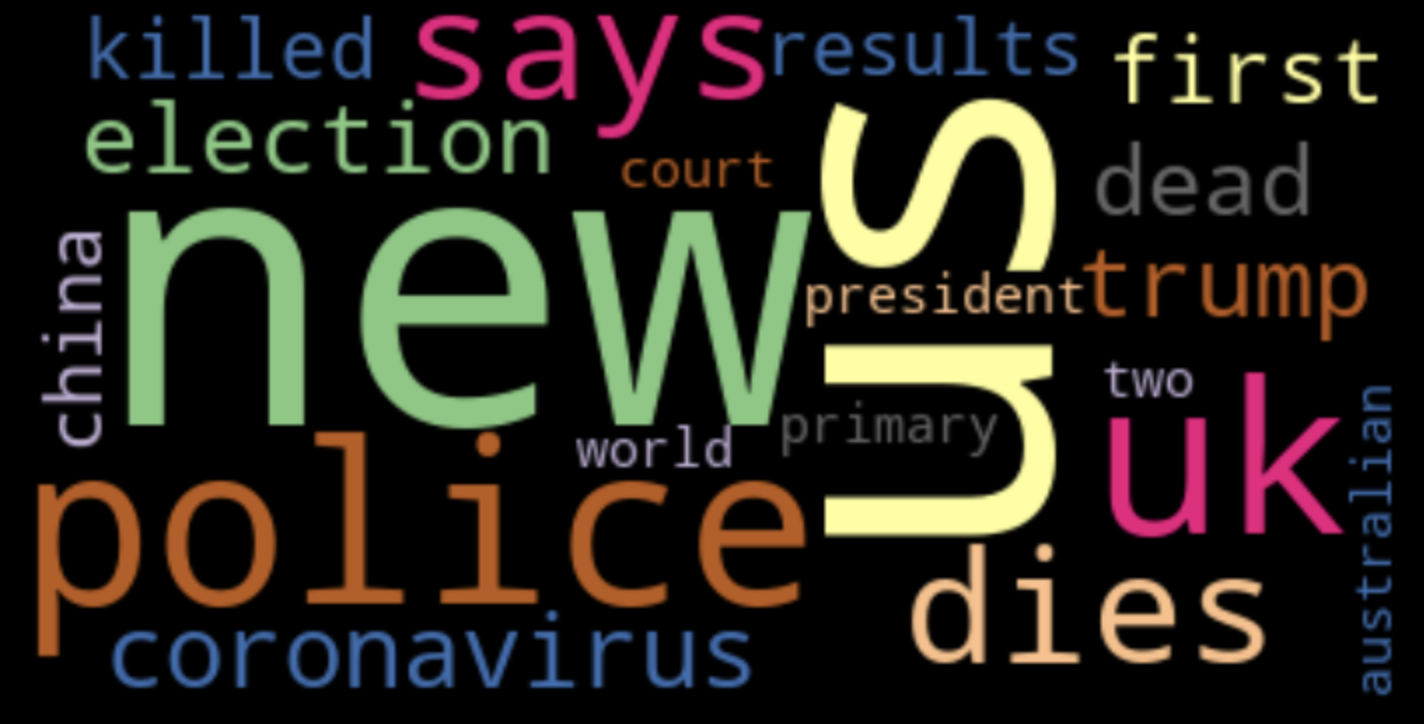 killed
says
results
first
election
court
dead
new
us
china
president
trump
two
primary
uk
world
police
australian
dies
coronavirus